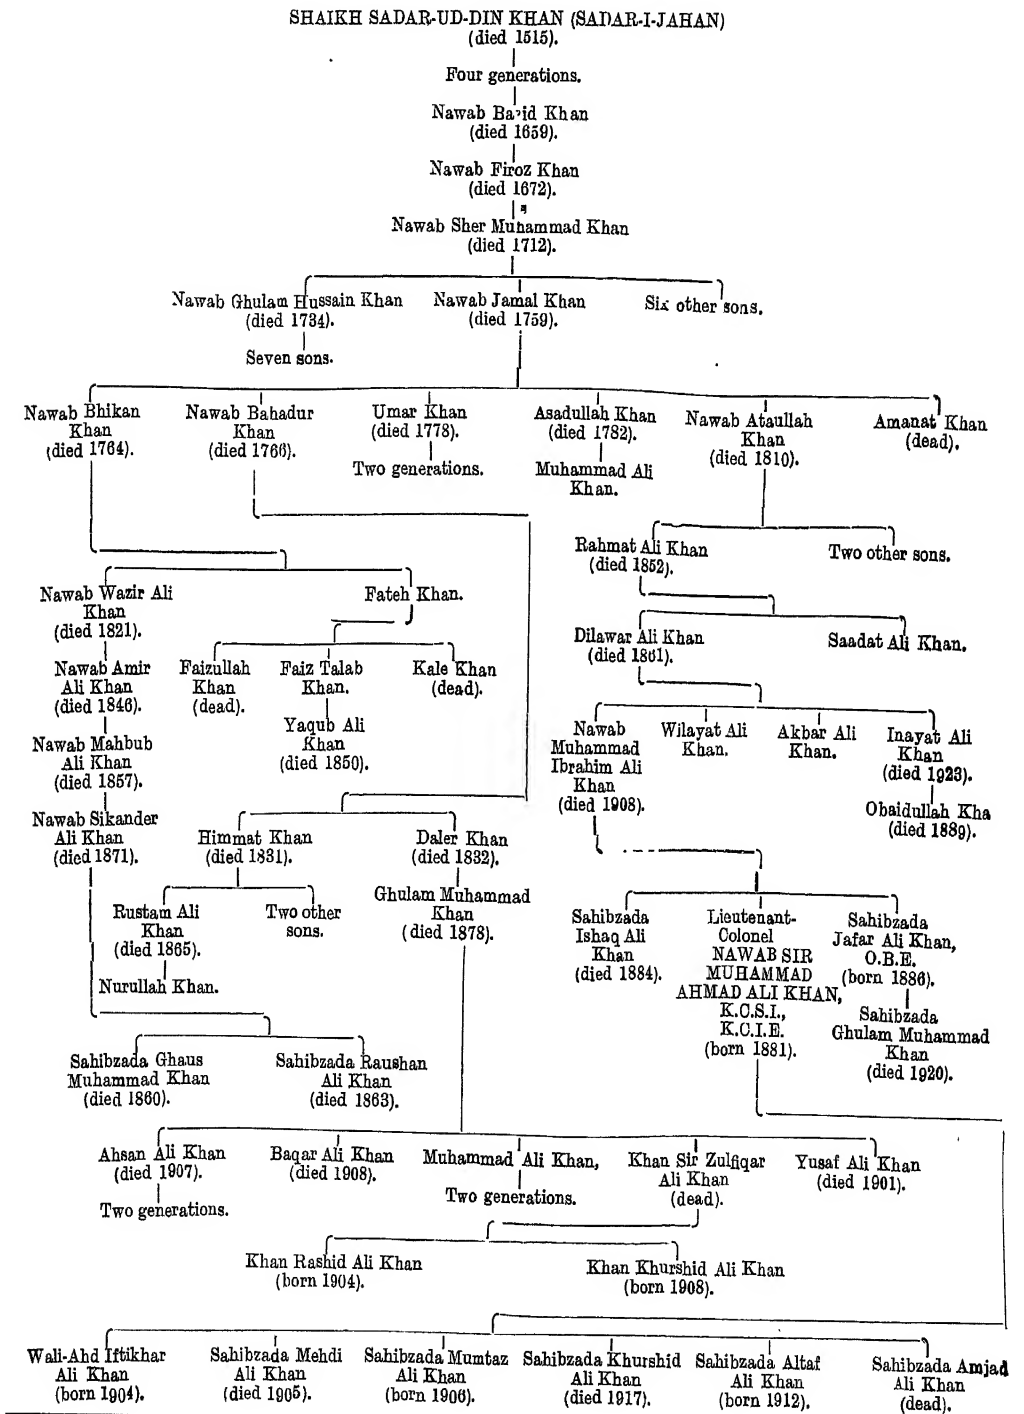 SHAIKH SADAR-UD-DIN KHAN (SADAR-I-JAHAN)
(died 1515).
Four generations.
Nawab Ba›id Khan
(died 1659).
Nawab Firoz Khan
(died 1672).
Nawab Sher Muhammad Khan
(died 1712).
Nawab Ghulam Hussain Khan
(died 1734).
Seven sons.
Nawab Jamal Khan
(died 1759).
Six other sons.
Nawab Bhikan
Khan
(died 1764).
Nawab Bahadur
Khan
(died 1766).
Umar Khan
(died 1778).
Two generations.
Asadullah Khan
(died 1782).
Muhammad Ali
Khan.
Nawab Ataullah
Khan
(died 1810).
Amanat Khan
(dead).
Rahmat Ali Khan
(died 1852).
Two other sons.
Nawab Wazir Ali
Khan
(died 1821).
Fateh Khan.
Dilawar Ali Khan
(died 1861).
Saadat Ali Khan.
Nawab Amir
Ali Khan
(died 1846).
Faizullah
Khan
(dead).
Faiz Talab
Khan.
Kale Khan
(dead).
Yaqub Ali
Khan
(died 1850).
Nawab Mahbub
Ali Khan
(died 1857).
Nawab
Muhammad
Ibrahim Ali
Khan
(died 1908).
Wilayat Ali
Khan.
Akbar Ali
Khan.
Inayat Ali
Khan
(died 1923).
Obaidullah Kha
(died 1889).
Nawab Sikander
Ali Khan
(died 1871).
Himmat Khan
(died 1831).
Daler Khan
(died 1832).
Rustam Ali
Khan
(died 1865).
Two other
sons.
Ghulam Muhammad
Khan
(died 1878).
Nurullah Khan.
Sahibzada
Ishaq Ali
Khan
(died 1884).
Lieutenant-
Colonel
NAWAB SIR
MUHAMMAD
AHMAD ALI KHAN,
K.C.S.I.,
K.C.I.E.
(born 1881).
Sahibzada
Jafar Ali Khan,
O.B.E.
(born 1886).
Sahibzada
Ghulam Muhammad
Khan
(died 1920).
Sahibzada Ghaus
Muhammad Khan
(died 1860).
Sahibzada Raushan
Ali Khan
(died 1863).
Ahsan Ali Khan
(died 1907).
Two generations.
Baqar Ali Khan
(died 1908).
Muhammad Ali Khan,
Two generations.
Khan Sir Zulfiqar
Ali Khan
(dead).
Yusaf Ali Khan
(died 1901).
Khan Rashid Ali Khan
(born 1904).
Khan Khurshid Ali Khan
(born 1908).
Wali-Ahd Iftikhar
Ali Khan
(born 1904).
Sahibzada Mehdi
Ali Khan
(died 1905).
Sahibzada Mumtaz
Ali Khan
(born 1906).
Sahibzada Khurshid
Ali Khan
(died 1917).
Sahibzada Altaf
Ali Khan
(born 1912).
Sahibzada Amjad
Ali Khan
(dead).